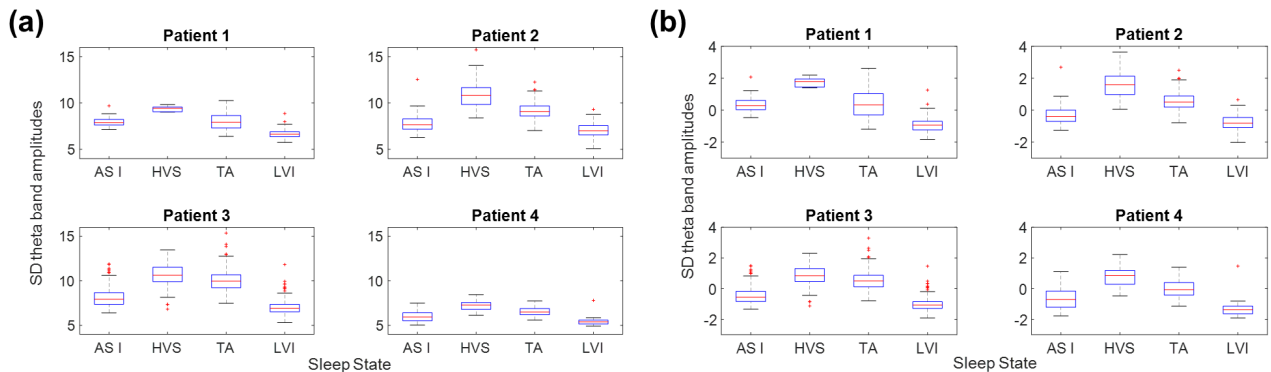 (a)
SD theta band amplitudes
Patient 1
15
10
5
AS I HVS TA LVI
Patient 2
15
10
5
AS I HVS TA LVI
Patient 3
15
10
5
AS I HVS TA LVI
Patient 4
15
10
5
AS I HVS TA LVI
Sleep State
(b)
SD theta band amplitudes
Patient 1
4
2
0
-2
AS I HVS TA LVI
Patient 2
4
2
0
-2
AS I HVS TA LVI
Patient 3
4
2
0
-2
AS I HVS TA LVI
Patient 4
4
2
0
-2
AS I HVS TA LVI
Sleep State